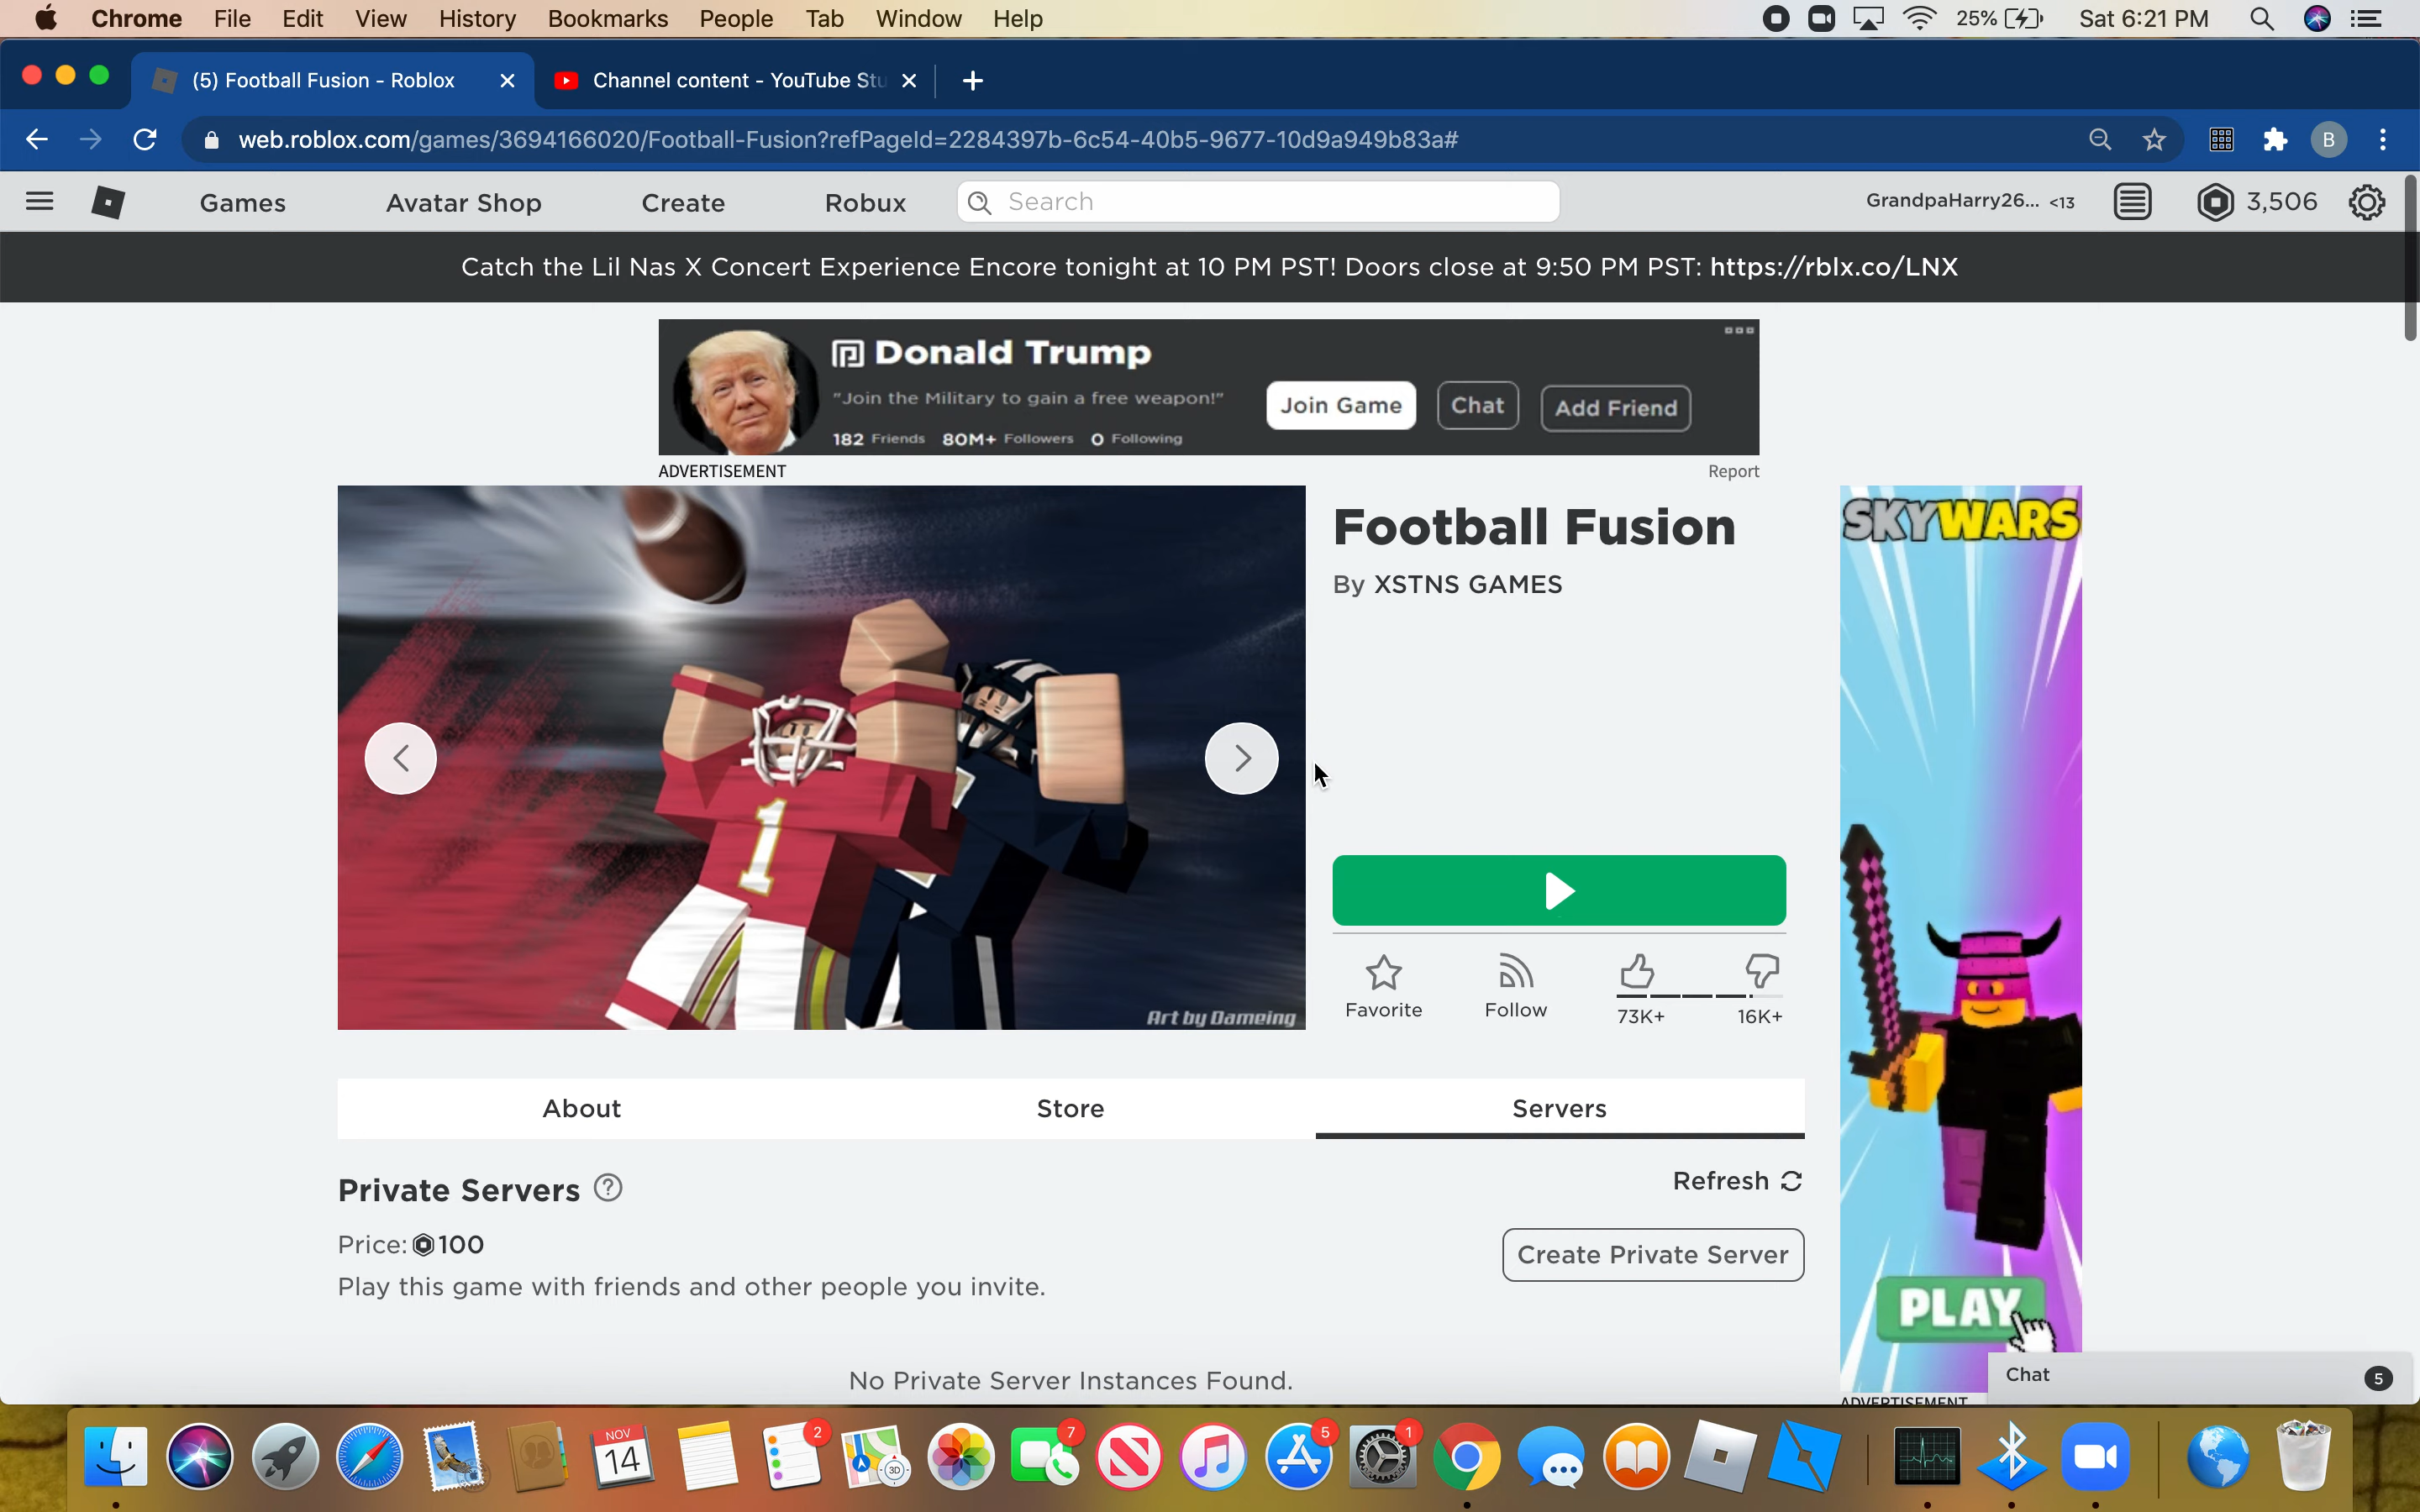 Chrome File Edit View History Bookmarks People Tab Window Help 25% Sat 6:21 PM
(5) Football Fusion - Roblox Channel content - YouTube Stu
web.roblox.com/games/3694166020/Football-Fusion?refPageId=2284397b-6c54-40b5-9677-10d9a949b83a# B
Games Avatar Shop Create Robux Search GrandpaHarry26... <13 3,506
Catch the Lil Nas X Concert Experience Encore tonight at 10 PM PST! Doors close at 9:50 PM PST: https://rblx.co/LNX
Donald Trump
"Join the Military to gain a free weapon!"
182 Friends 80M+ Followers 0 Following
Join Game Chat Add Friend
ADVERTISEMENT Report
Football Fusion
By XSTNS GAMES
1
Art by Dameing
Favorite Follow 73K+ 16K+
SKYWARS
PLAY
ADVERTISEMENT
About Store Servers
Private Servers ? Refresh
Price: 100
Create Private Server
Play this game with friends and other people you invite.
No Private Server Instances Found.
Chat 5
NOV
14
2
3D
7
5
1